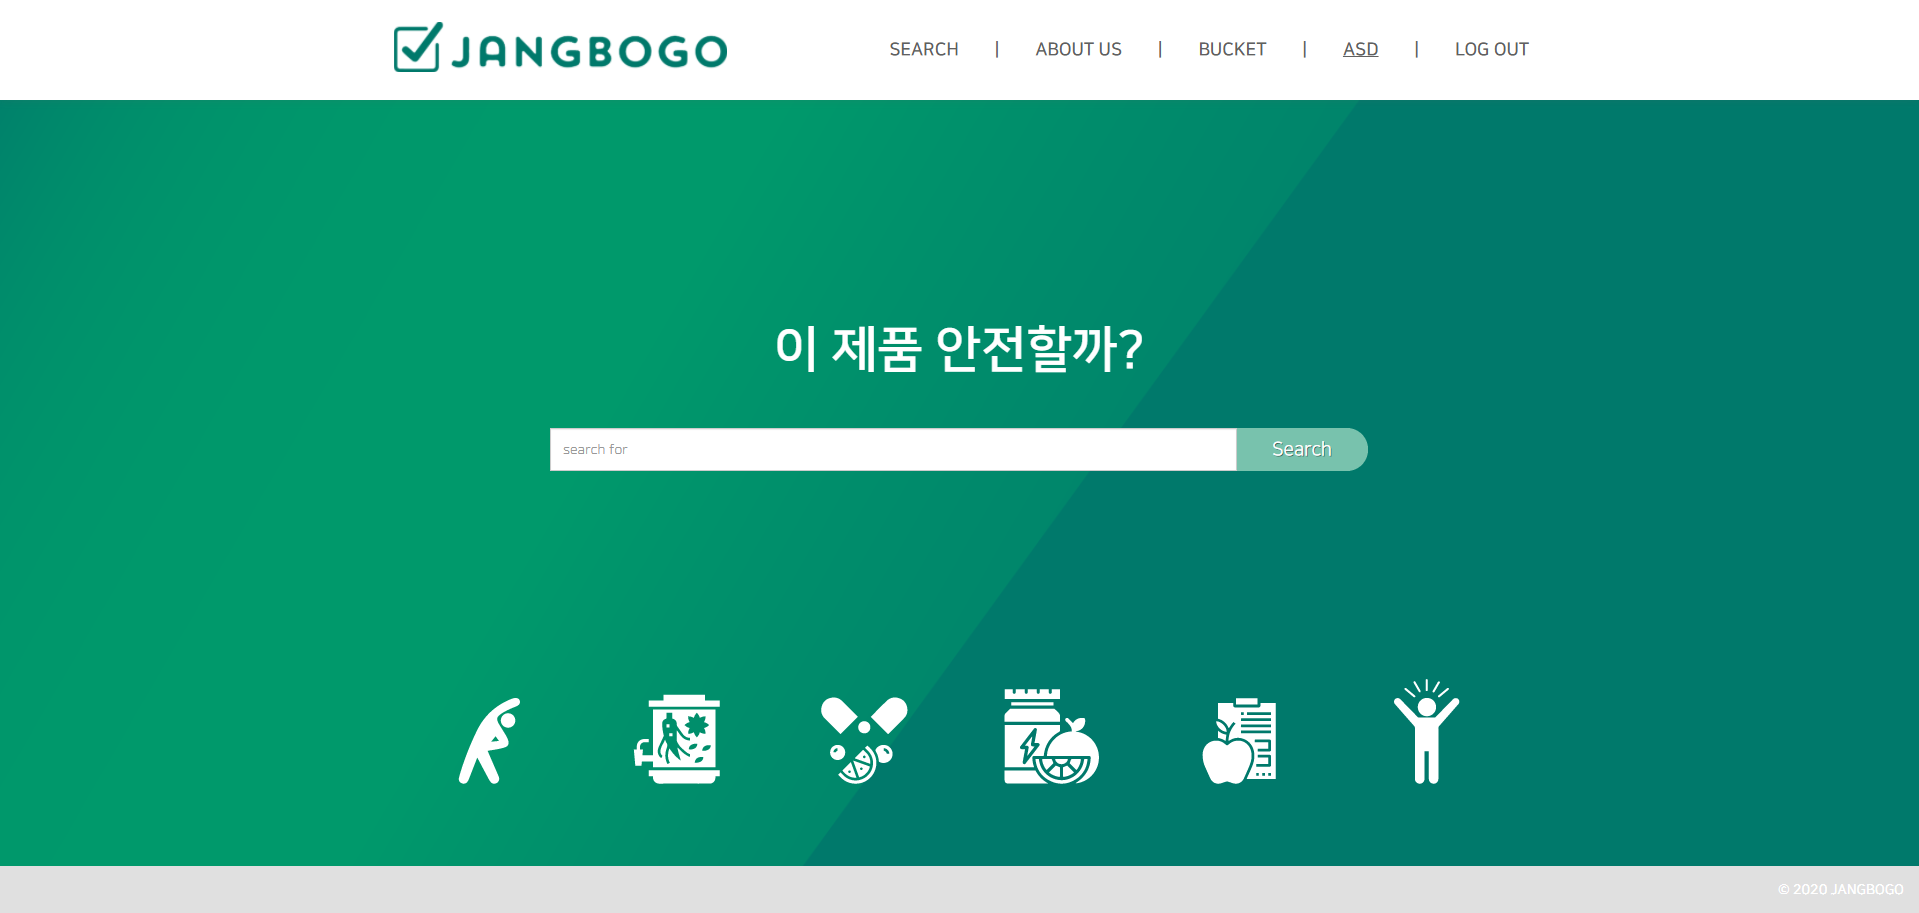 JANGBOGO
SEARCH | ABOUT US | BUCKET | ASD | LOG OUT
이 제품 안전할까?
search for
Search
© 2020 JANGBOGO